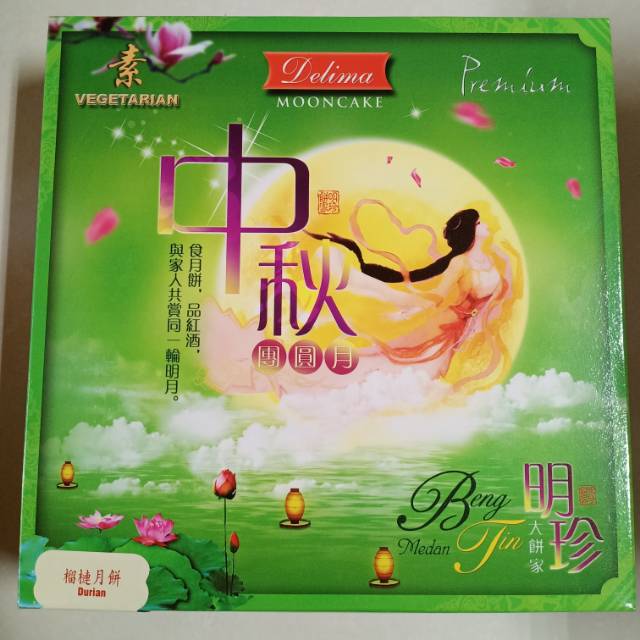 素
VEGETARIAN
Delima
MOONCAKE
Premium
中秋
團圓月
食月餅，品紅酒，
與家人共賞同一輪明月。
Beng Tin
Medan
明珍
大餅家
榴槤月餅
Durian